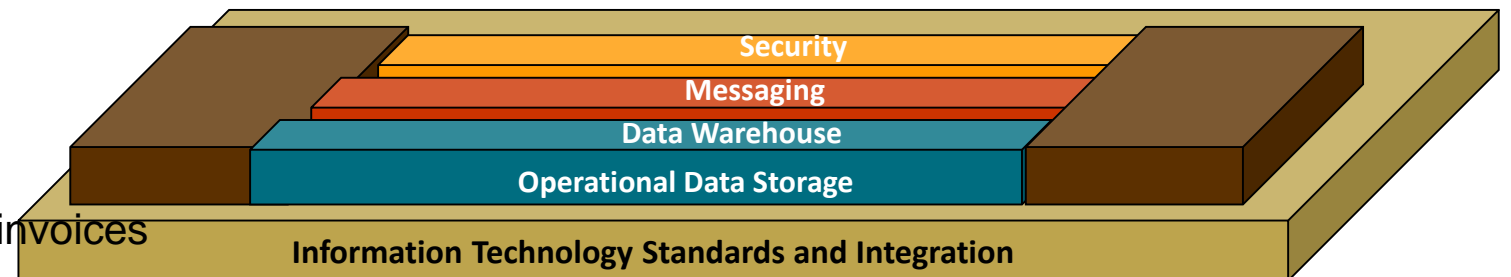 Security
Messaging
Data Warehouse
Operational Data Storage
invoices
Information Technology Standards and Integration